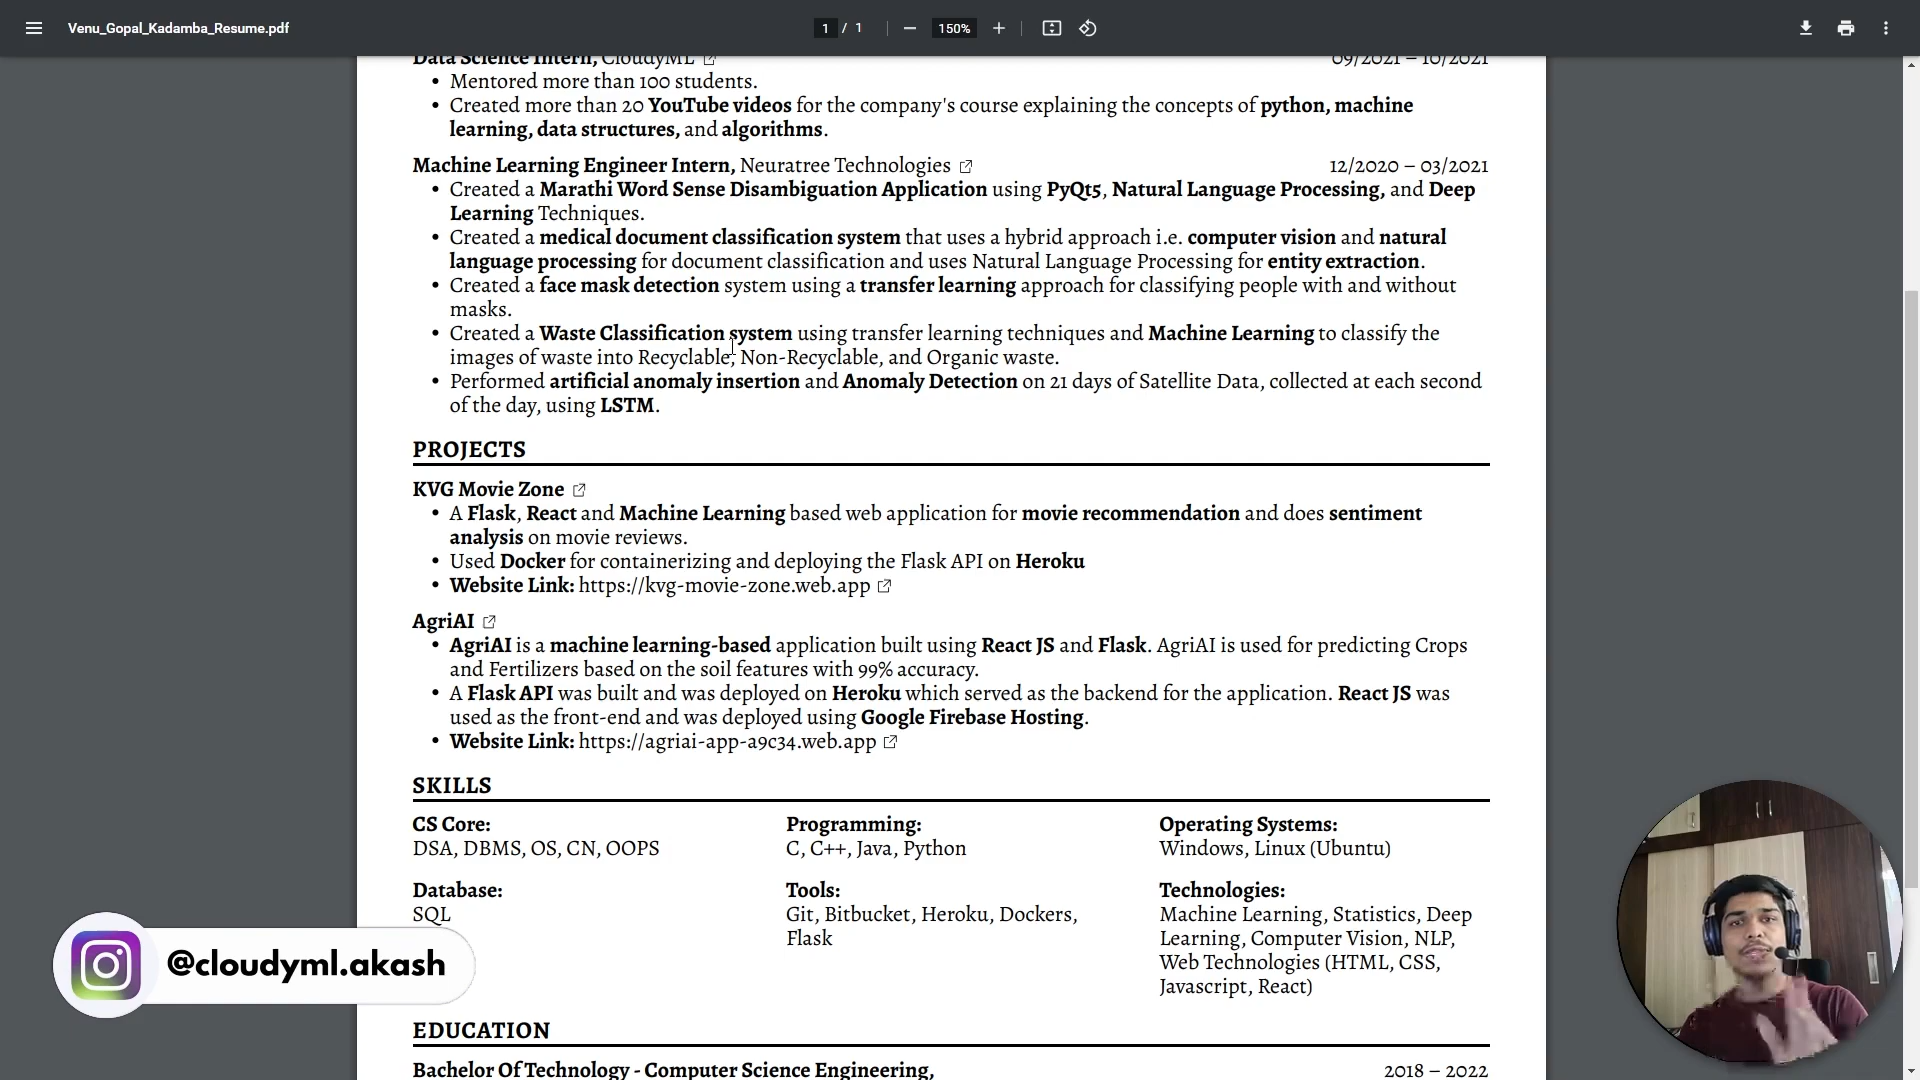 Venu_Gopal_Kadamba_Resume.pdf
1 / 1
150%
Data Science Intern, CloudyML
09/2021 – 10/2021
• Mentored more than 100 students.
• Created more than 20 YouTube videos for the company's course explaining the concepts of python, machine
learning, data structures, and algorithms.
Machine Learning Engineer Intern, Neuratree Technologies
12/2020 – 03/2021
• Created a Marathi Word Sense Disambiguation Application using PyQt5, Natural Language Processing, and Deep
Learning Techniques.
• Created a medical document classification system that uses a hybrid approach i.e. computer vision and natural
language processing for document classification and uses Natural Language Processing for entity extraction.
• Created a face mask detection system using a transfer learning approach for classifying people with and without
masks.
• Created a Waste Classification system using transfer learning techniques and Machine Learning to classify the
images of waste into Recyclable, Non-Recyclable, and Organic waste.
• Performed artificial anomaly insertion and Anomaly Detection on 21 days of Satellite Data, collected at each second
of the day, using LSTM.
PROJECTS
KVG Movie Zone
• A Flask, React and Machine Learning based web application for movie recommendation and does sentiment
analysis on movie reviews.
• Used Docker for containerizing and deploying the Flask API on Heroku
• Website Link: https://kvg-movie-zone.web.app
AgriAI
• AgriAI is a machine learning-based application built using React JS and Flask. AgriAI is used for predicting Crops
and Fertilizers based on the soil features with 99% accuracy.
• A Flask API was built and was deployed on Heroku which served as the backend for the application. React JS was
used as the front-end and was deployed using Google Firebase Hosting.
• Website Link: https://agriai-app-a9c34.web.app
SKILLS
CS Core:
DSA, DBMS, OS, CN, OOPS
Programming:
C, C++, Java, Python
Operating Systems:
Windows, Linux (Ubuntu)
Database:
SQL
Tools:
Git, Bitbucket, Heroku, Dockers,
Flask
Technologies:
Machine Learning, Statistics, Deep
Learning, Computer Vision, NLP,
Web Technologies (HTML, CSS,
Javascript, React)
@cloudyml.akash
EDUCATION
Bachelor Of Technology - Computer Science Engineering,
2018 – 2022